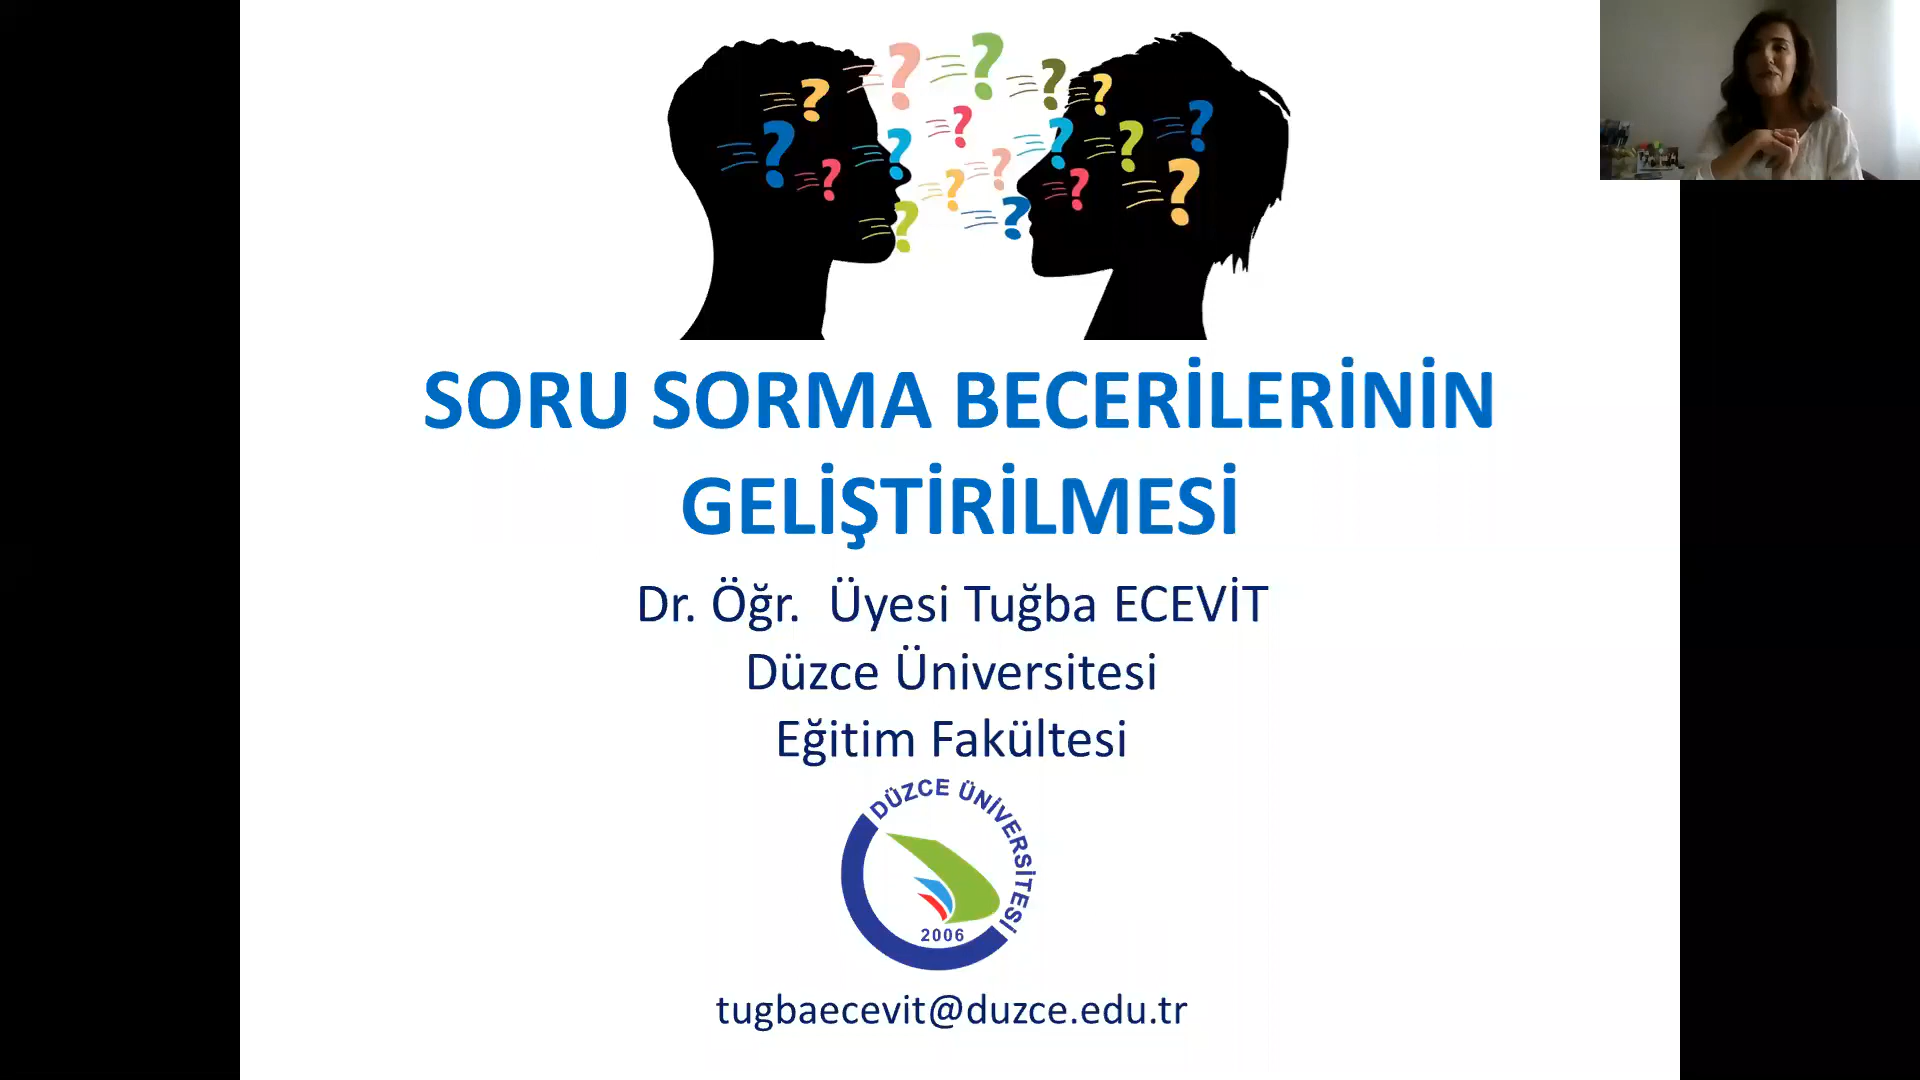 SORU SORMA BECERİLERİNİN
GELİŞTİRİLMESİ
Dr. Öğr.  Üyesi Tuğba ECEVİT
Düzce Üniversitesi
Eğitim Fakültesi
DÜZCE ÜNİVERSİTESİ
2006
tugbaecevit@duzce.edu.tr